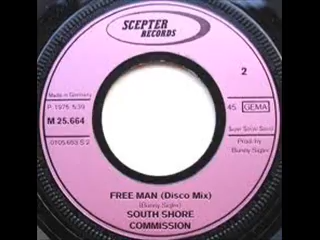 SCEPTER
RECORDS
2
Made in Germany
P. 1975
M 25.664
45
GEMA
Prod. by
Bunny Sigler
FREE MAN (Disco Mix)
(Bunny Sigler)
SOUTH SHORE
COMMISSION